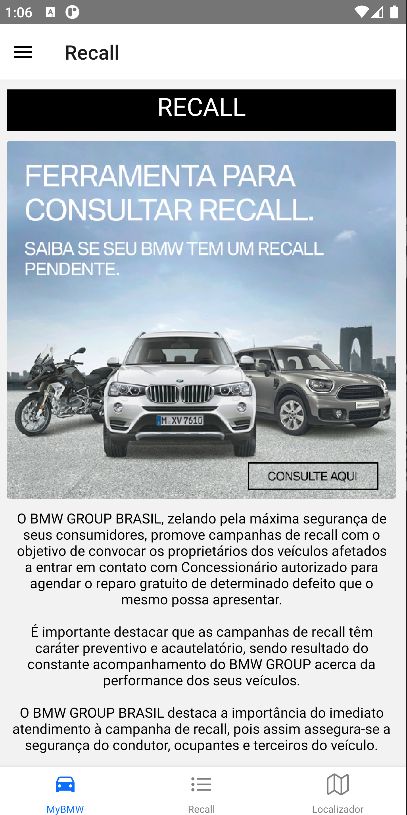 1:06
Recall
RECALL
FERRAMENTA PARA
CONSULTAR RECALL.
SAIBA SE SEU BMW TEM UM RECALL
PENDENTE.
M XV 7610
CONSULTE AQUI
O BMW GROUP BRASIL, zelando pela máxima segurança de
seus consumidores, promove campanhas de recall com o
objetivo de convocar os proprietários dos veículos afetados
a entrar em contato com Concessionário autorizado para
agendar o reparo gratuito de determinado defeito que o
mesmo possa apresentar.
É importante destacar que as campanhas de recall têm
caráter preventivo e acautelatório, sendo resultado do
constante acompanhamento do BMW GROUP acerca da
performance dos seus veículos.
O BMW GROUP BRASIL destaca a importância do imediato
atendimento à campanha de recall, pois assim assegura-se a
segurança do condutor, ocupantes e terceiros do veículo.
MyBMW
Recall
Localizador